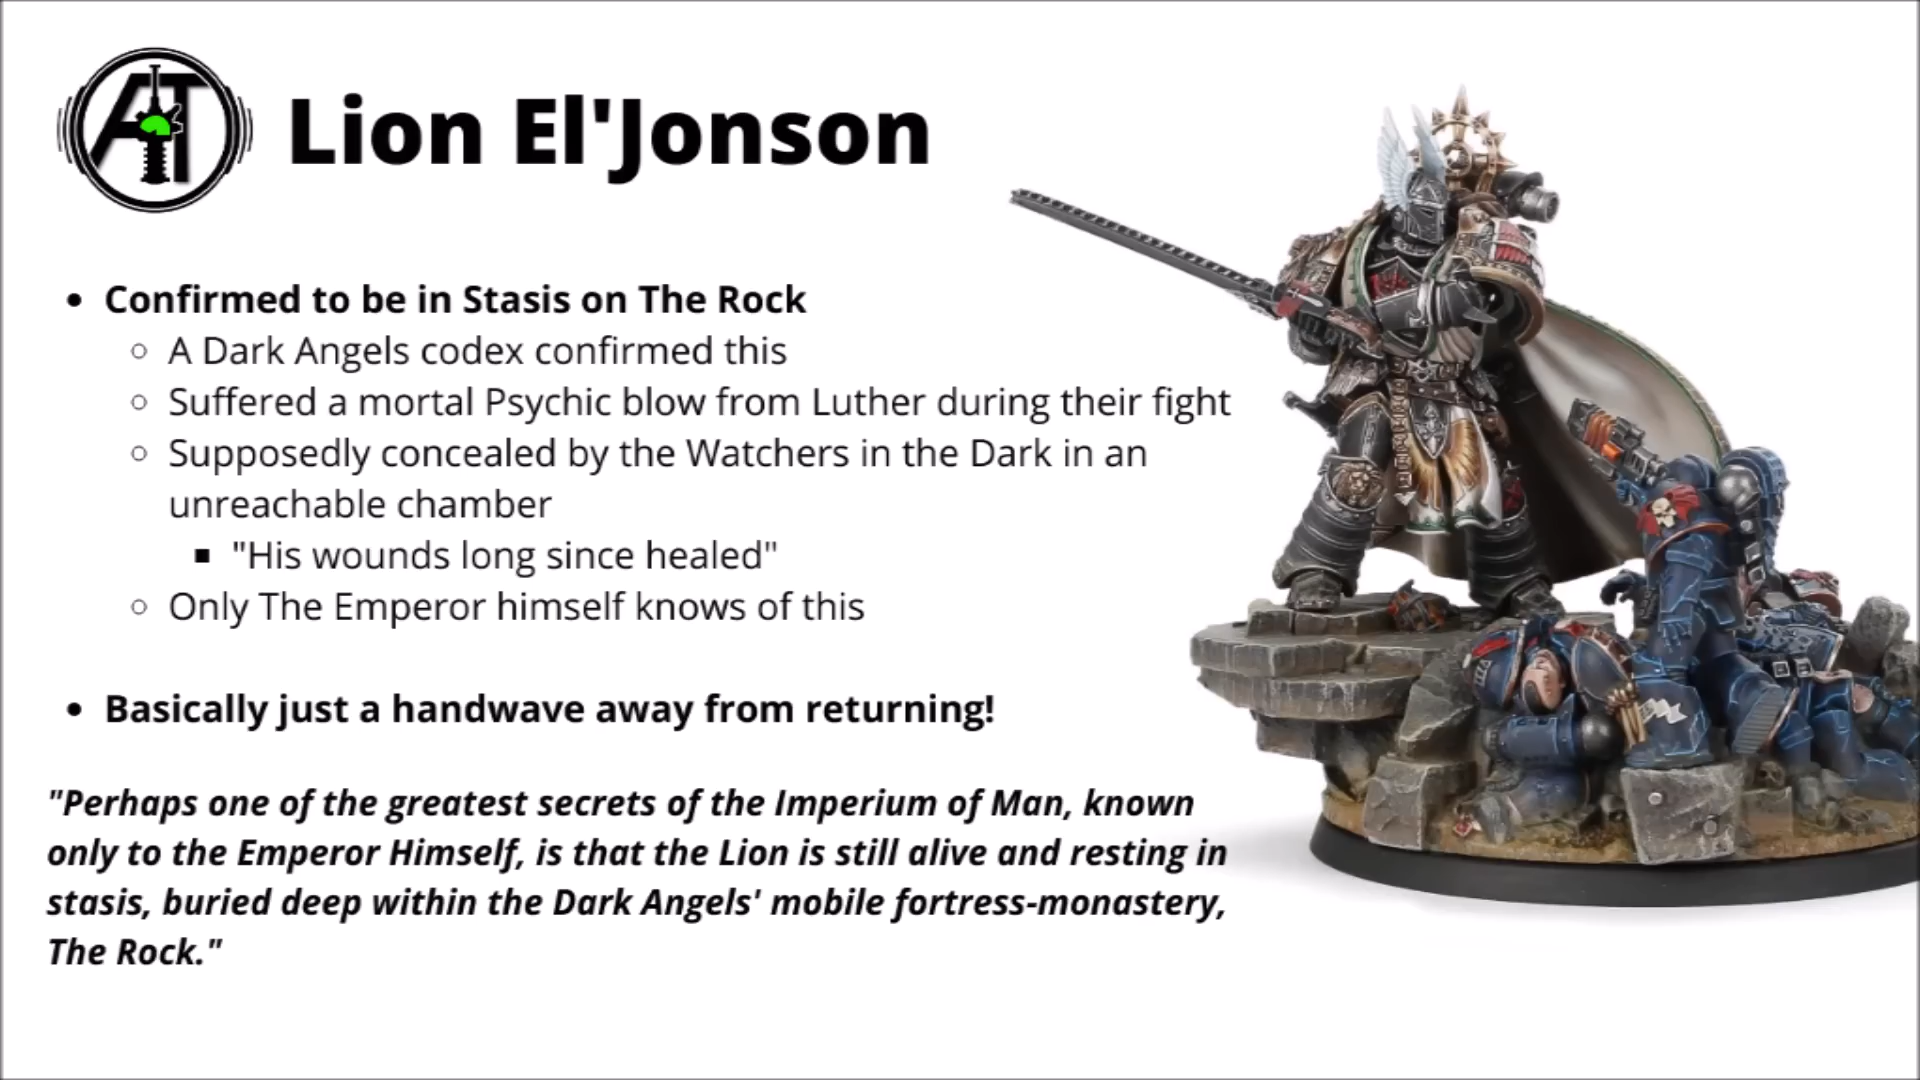 AT
Lion El'Jonson
Confirmed to be in Stasis on The Rock
A Dark Angels codex confirmed this
Suffered a mortal Psychic blow from Luther during their fight
Supposedly concealed by the Watchers in the Dark in an
unreachable chamber
"His wounds long since healed"
Only The Emperor himself knows of this
Basically just a handwave away from returning!
"Perhaps one of the greatest secrets of the Imperium of Man, known
only to the Emperor Himself, is that the Lion is still alive and resting in
stasis, buried deep within the Dark Angels' mobile fortress-monastery,
The Rock."